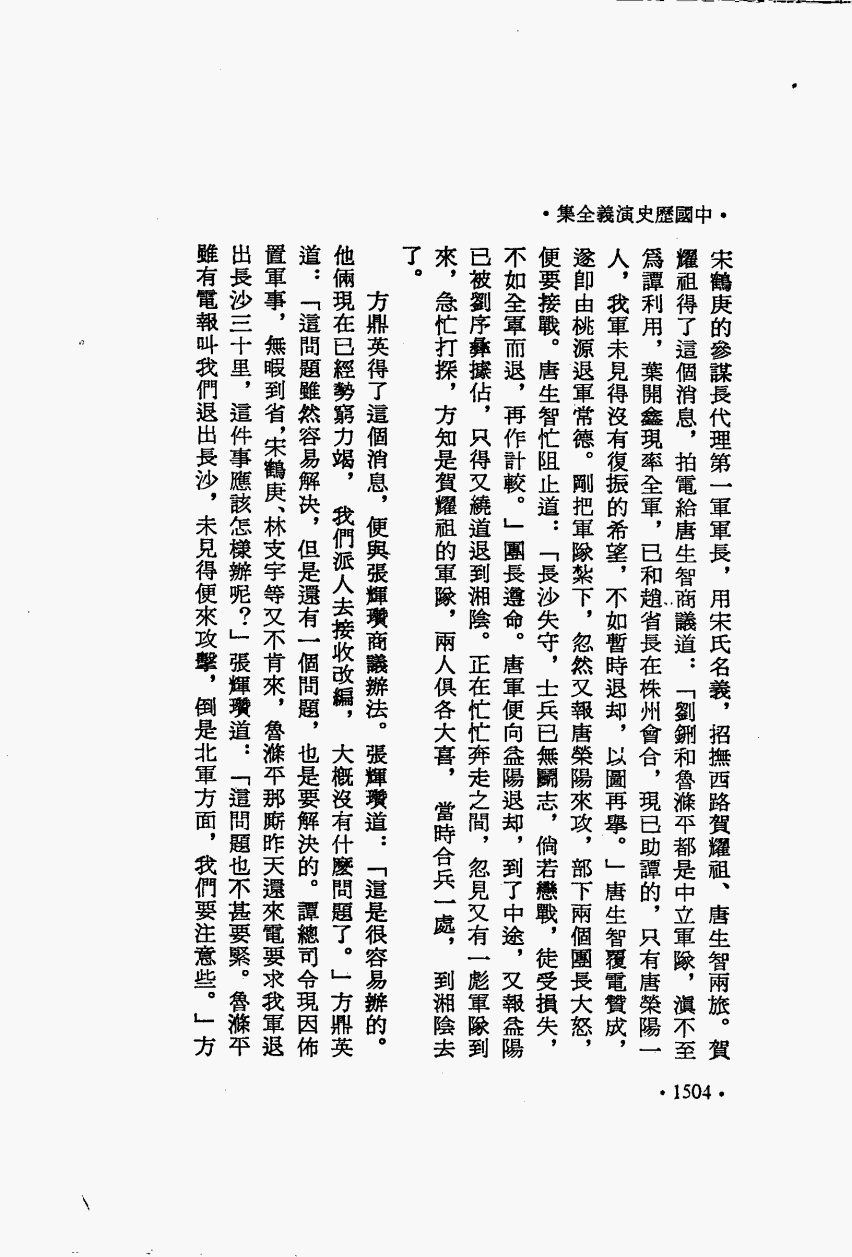 •中國歷史演義全集•
宋鶴庚的參謀長代理第一軍軍長，用宋氏名義，招撫西路賀耀祖、唐生智兩旅。賀
耀祖得了這個消息，拍電給唐生智商議道：「劉鉶和魯滌平都是中立軍隊，滇不至
爲譚利用，葉開鑫現率全軍，已和趙省長在株州會合，現已助譚的，只有唐榮陽一
人，我軍未見得沒有復振的希望，不如暫時退却，以圖再舉。」唐生智覆電贊成，
遂卽由桃源退軍常德。剛把軍隊紮下，忽然又報唐榮陽來攻，部下兩個團長大怒，
便要接戰。唐生智忙阻止道：「長沙失守，士兵已無鬭志，倘若戀戰，徒受損失，
不如全軍而退，再作計較。」團長遵命。唐軍便向益陽退却，到了中途，又報益陽
已被劉序彝據佔，只得又繞道退到湘陰。正在忙忙奔走之間，忽見又有一彪軍隊到
來，急忙打探，方知是賀耀祖的軍隊，兩人俱各大喜，當時合兵一處，到湘陰去
了。
方鼎英得了這個消息，便與張輝瓚商議辦法。張輝瓚道：「這是很容易辦的。
他倆現在已經勢窮力竭，我們派人去接收改編，大概沒有什麼問題了。」方鼎英
道：「這問題雖然容易解決，但是還有一個問題，也是要解決的。譚總司令現因佈
置軍事，無暇到省，宋鶴庚、林支宇等又不肯來，魯滌平那廝昨天還來電要求我軍退
出長沙三十里，這件事應該怎樣辦呢？」張輝瓚道：「這問題也不甚要緊。魯滌平
雖有電報叫我們退出長沙，未見得便來攻擊，倒是北軍方面，我們要注意些。」方
•1504•